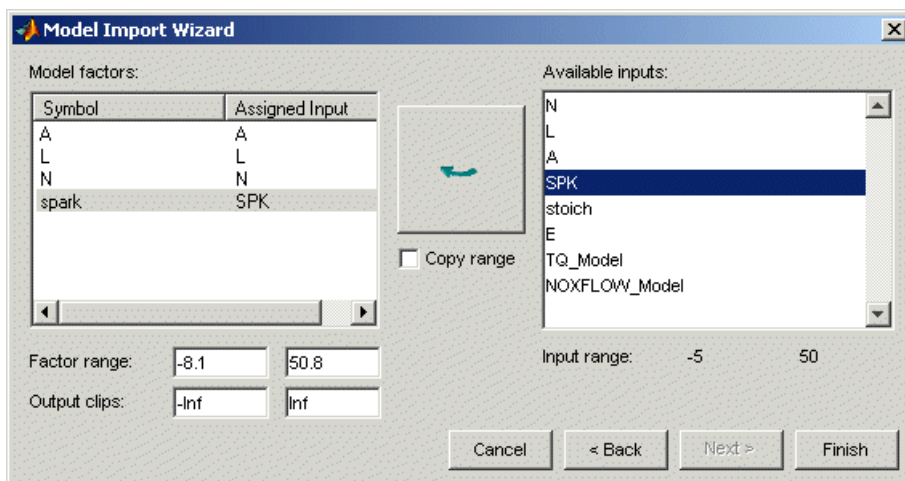 Model Import Wizard
Model factors:
Available inputs:
Symbol Assigned Input
A A
L L
N N
spark SPK
N
L
A
SPK
stoich
E
TQ_Model
NOXFLOW_Model
Copy range
Factor range: -8.1 50.8
Input range: -5 50
Output clips: -Inf Inf
Cancel < Back Next > Finish